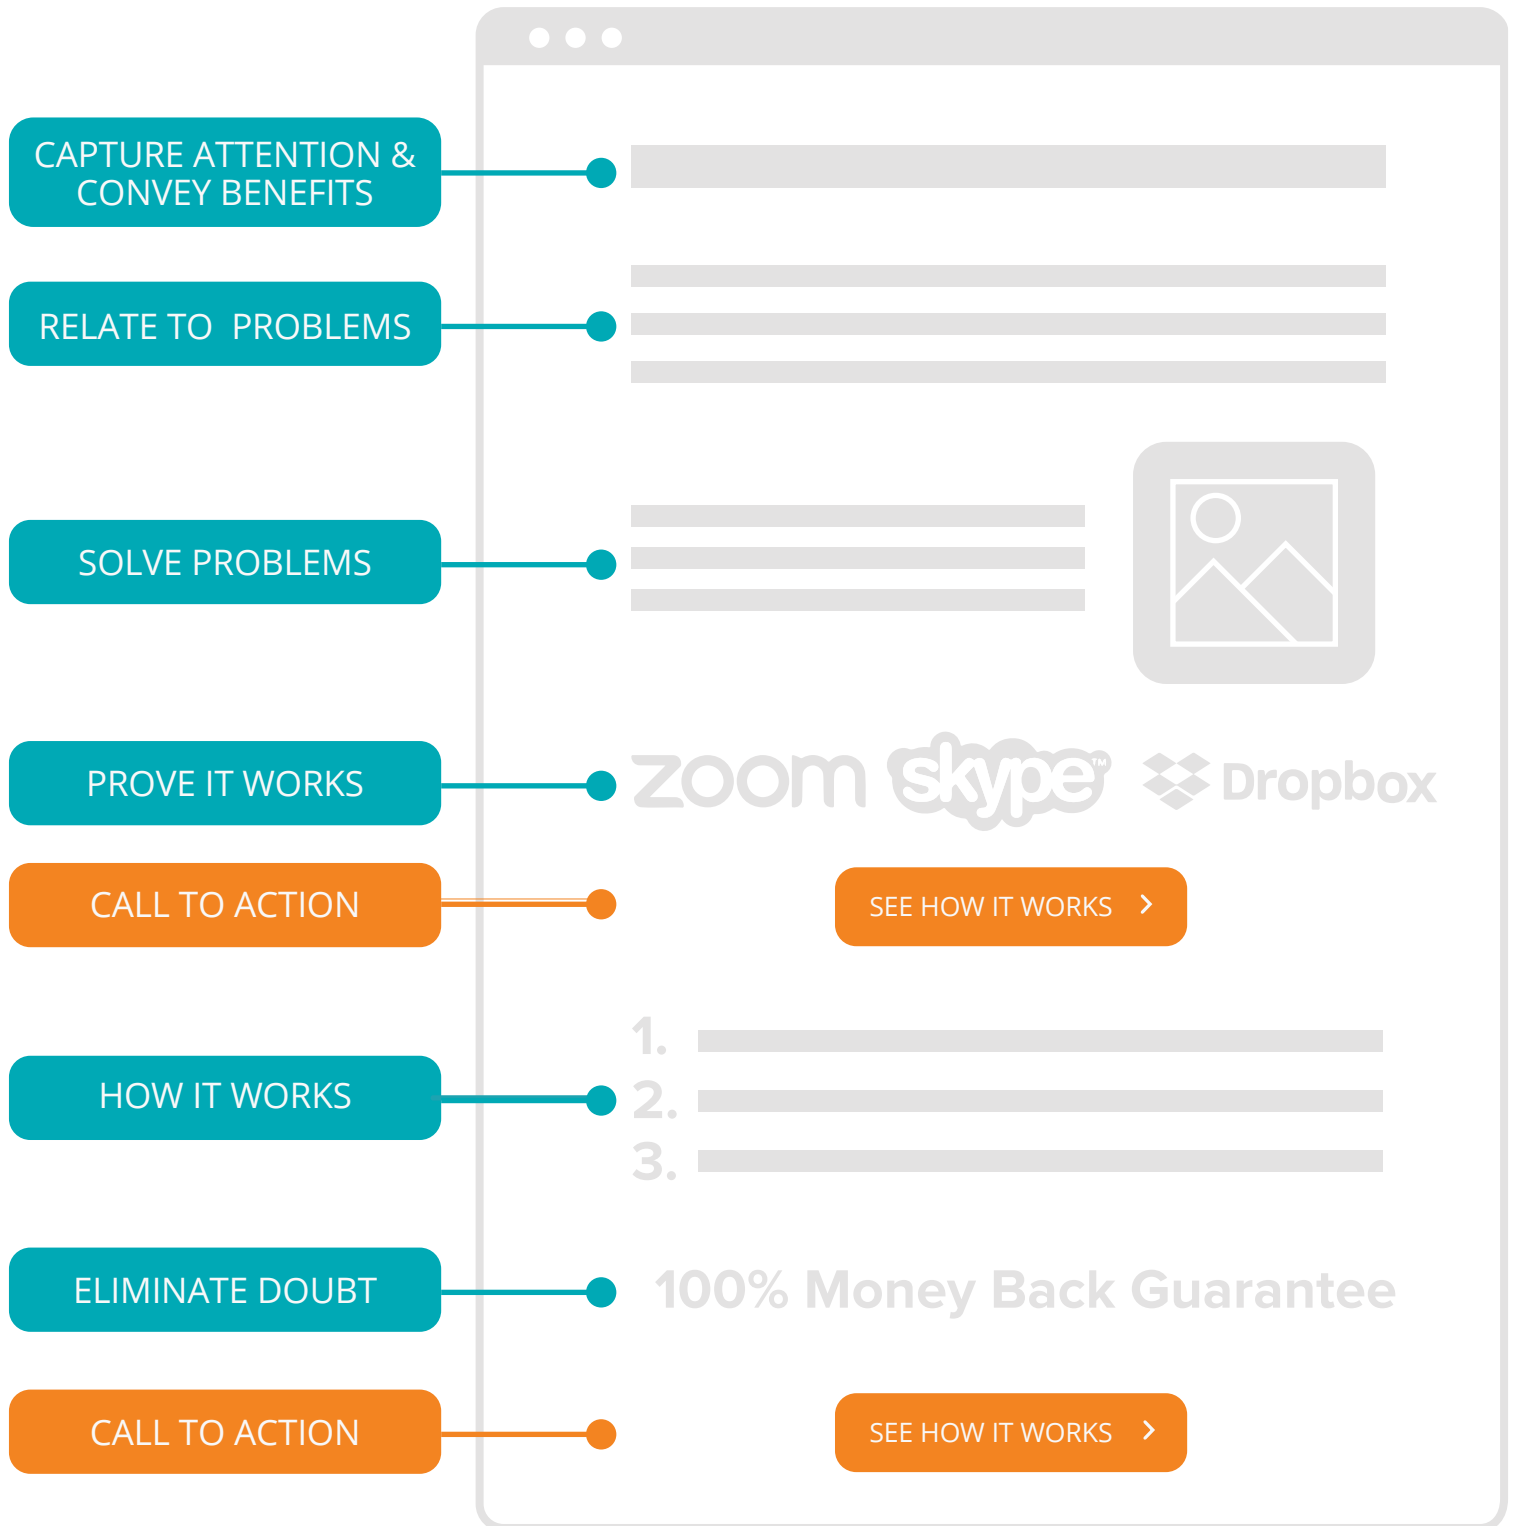 CAPTURE ATTENTION &
CONVEY BENEFITS
RELATE TO PROBLEMS
SOLVE PROBLEMS
PROVE IT WORKS
zoom skype™ Dropbox
CALL TO ACTION
SEE HOW IT WORKS
HOW IT WORKS
1.
2.
3.
ELIMINATE DOUBT
100% Money Back Guarantee
CALL TO ACTION
SEE HOW IT WORKS